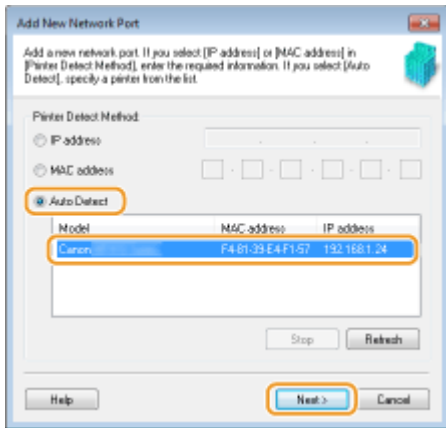 Add New Network Port
Add a new network port. If you select [IP address] or [MAC address] in
[Printer Detect Method], enter the required information. If you select [Auto
Detect], specify a printer from the list.
Printer Detect Method
IP address
MAC address
Auto Detect
Model MAC address IP address
Canon F4-81-39-E4-F1-57 192.168.1.24
Stop Refresh
Help Next > Cancel